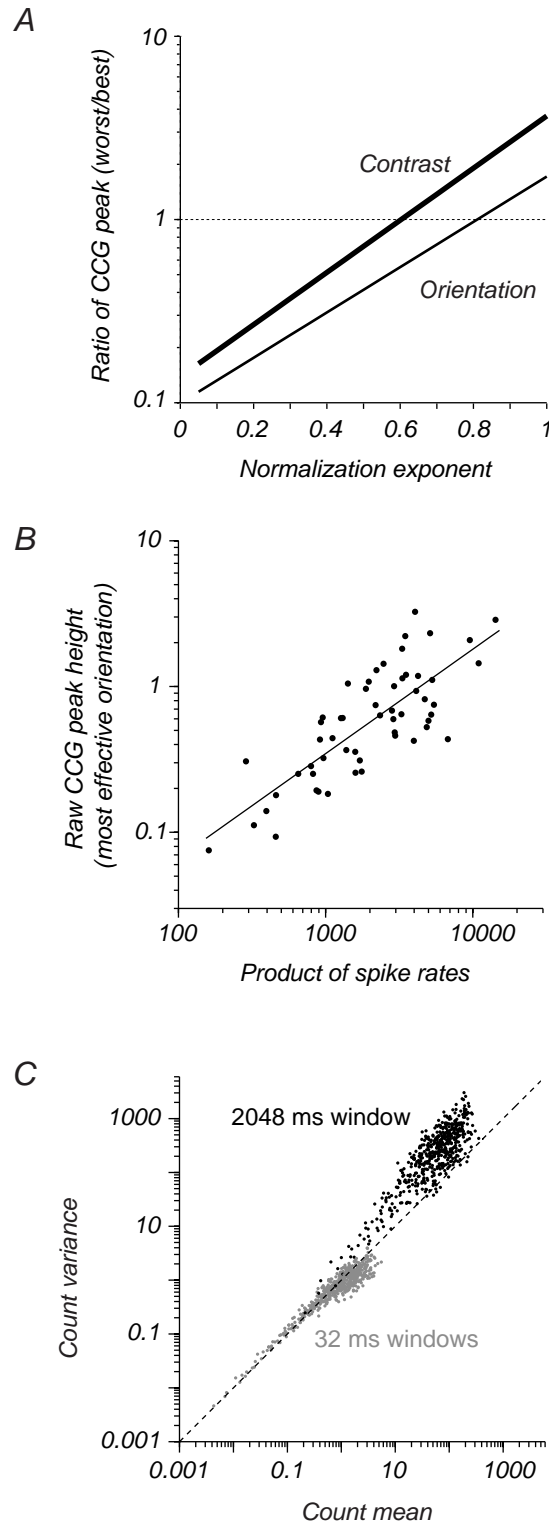 A
10
Ratio of CCG peak (worst/best)
Contrast
1
Orientation
0.1
0 0.2 0.4 0.6 0.8 1
Normalization exponent
B
10
Raw CCG peak height
(most effective orientation)
1
0.1
100 1000 10000
Product of spike rates
C
1000
2048 ms window
Count variance
10
0.1
32 ms windows
0.001
0.001 0.1 10 1000
Count mean